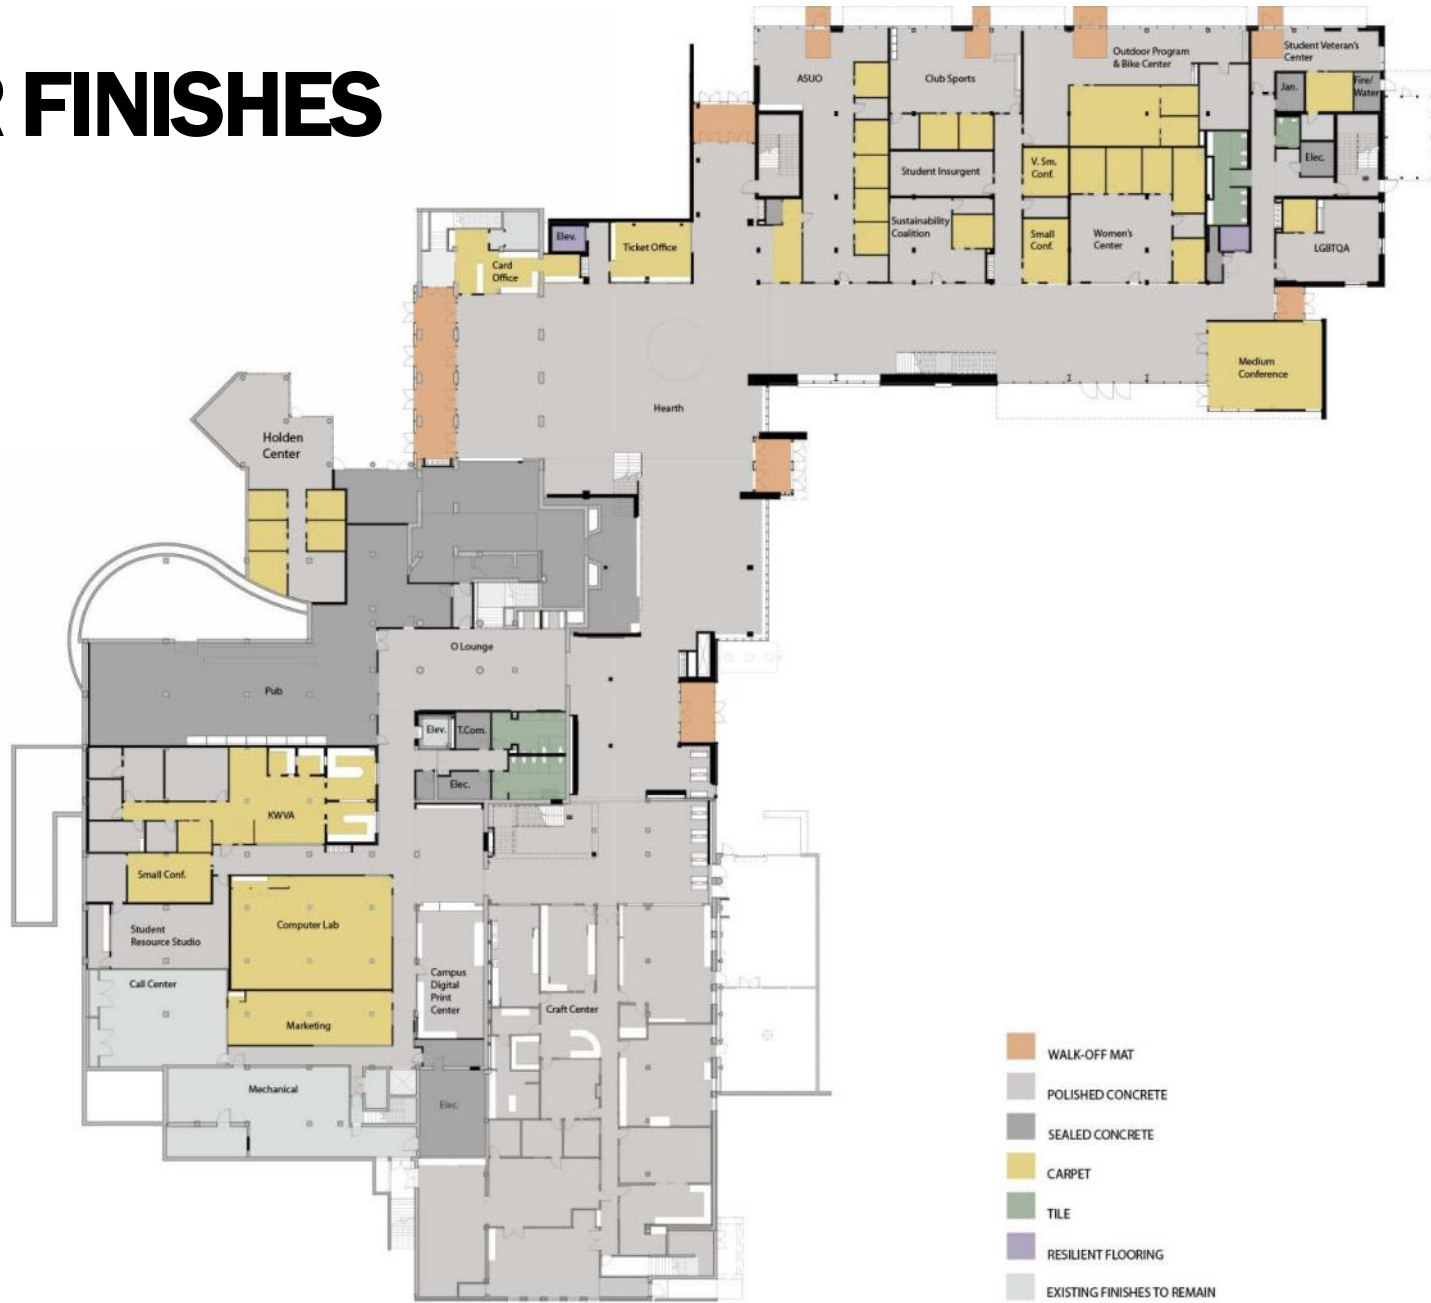 R FINISHES
ASUO
Club Sports
Outdoor Program
& Bike Center
Student Veteran's
Center
Jan.
Fire/
Water
Student Insurgent
V. Sm.
Conf.
Elec.
Sustainability
Coalition
Small
Conf.
Women's
Center
LGBTQA
Elev.
Ticket Office
Card
Office
Medium
Conference
Hearth
Holden
Center
O Lounge
Pub
Elev.
T.Com.
Elec.
KWVA
Small Conf.
Computer Lab
Student
Resource Studio
Call Center
Campus
Digital
Print
Center
Craft Center
Marketing
Mechanical
Elec.
WALK-OFF MAT
POLISHED CONCRETE
SEALED CONCRETE
CARPET
TILE
RESILIENT FLOORING
EXISTING FINISHES TO REMAIN